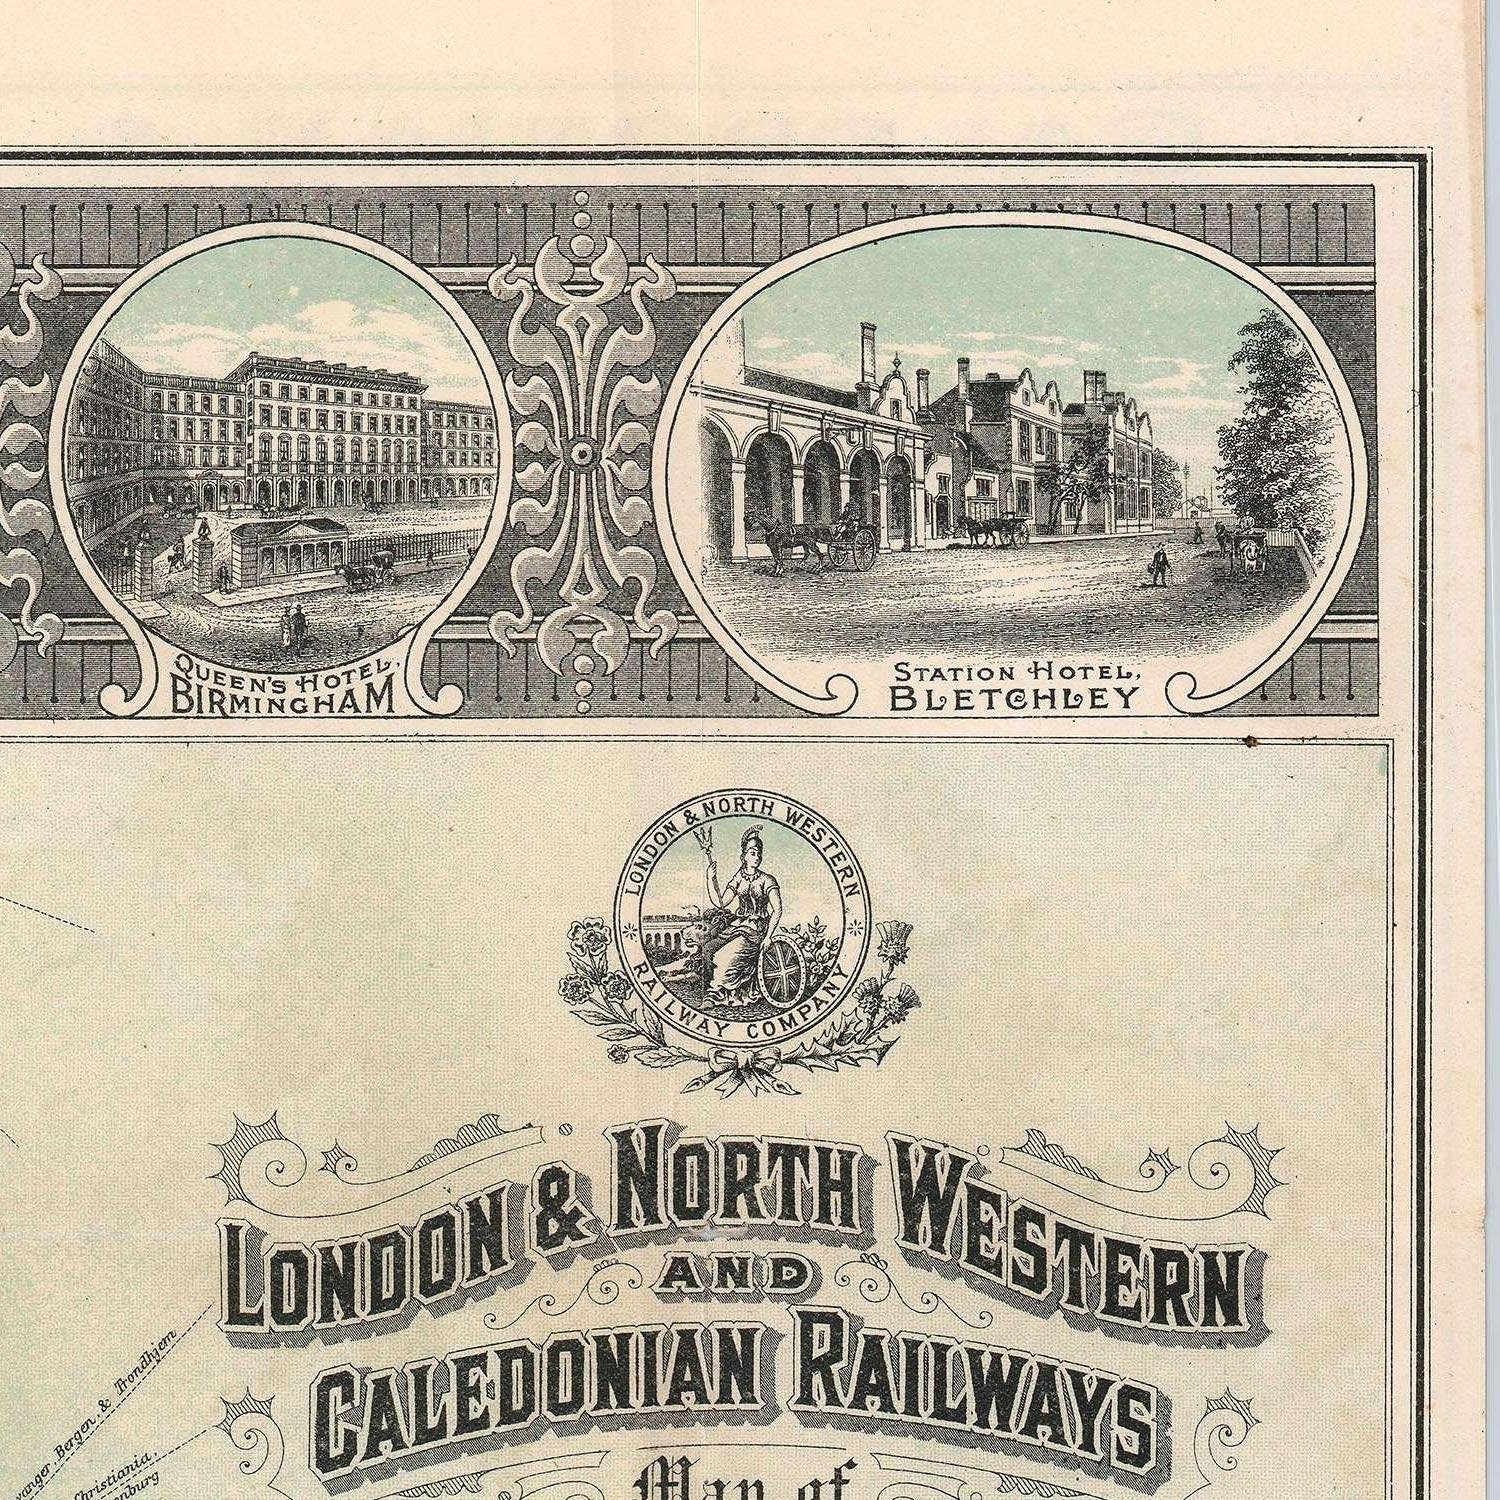 QUEEN'S HOTEL,
BIRMINGHAM
STATION HOTEL,
BLETCHLEY
LONDON & NORTH WESTERN
RAILWAY COMPANY
LONDON & NORTH WESTERN
AND
CALEDONIAN RAILWAYS
Map of
Bergen, & Trondhjem
Christiania,